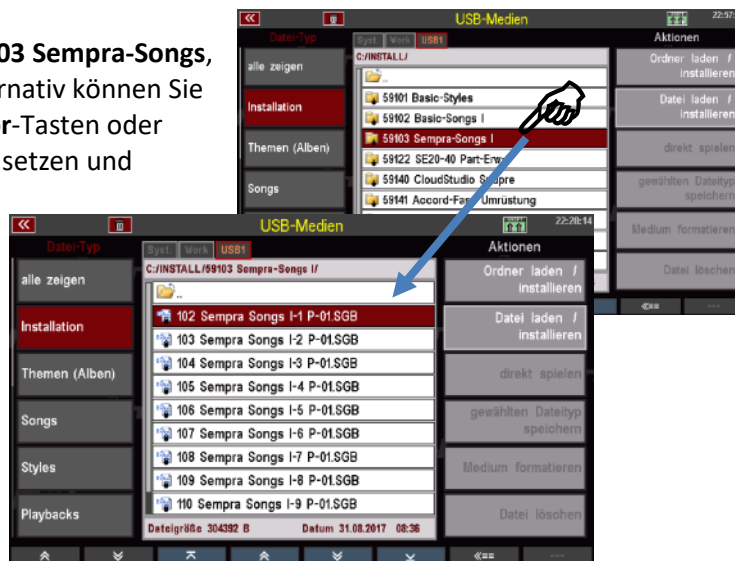 03 Sempra-Songs,
ernativ können Sie
or-Tasten oder
setzen und
USB-Medien
22:57:
Datei-Typ
Syst. Work USB1
Aktionen
C:/INSTALL/
alle zeigen
Installation
Themen (Alben)
Songs
..
59101 Basic-Styles
59102 Basic-Songs I
59103 Sempra-Songs I
59122 SE20-40 Part-Erw
59140 CloudStudio
59141 Accord-Fa Umrüstung
Ordner laden /
installieren
Datei laden /
installieren
direkt spielen
gewählten Dateityp
speichern
Medium formatieren
Datei löschen
USB-Medien
22:28:14
Datei-Typ
Syst. Work USB1
Aktionen
C:/INSTALL/59103 Sempra-Songs I/
alle zeigen
Installation
Themen (Alben)
Songs
Styles
Playbacks
..
102 Sempra Songs I-1 P-01.SGB
103 Sempra Songs I-2 P-01.SGB
104 Sempra Songs I-3 P-01.SGB
105 Sempra Songs I-4 P-01.SGB
106 Sempra Songs I-5 P-01.SGB
107 Sempra Songs I-6 P-01.SGB
108 Sempra Songs I-7 P-01.SGB
109 Sempra Songs I-8 P-01.SGB
110 Sempra Songs I-9 P-01.SGB
Dateigröße 304392 B Datum 31.08.2017 08:36
Ordner laden /
installieren
Datei laden /
installieren
direkt spielen
gewählten Dateityp
speichern
Medium formatieren
Datei löschen